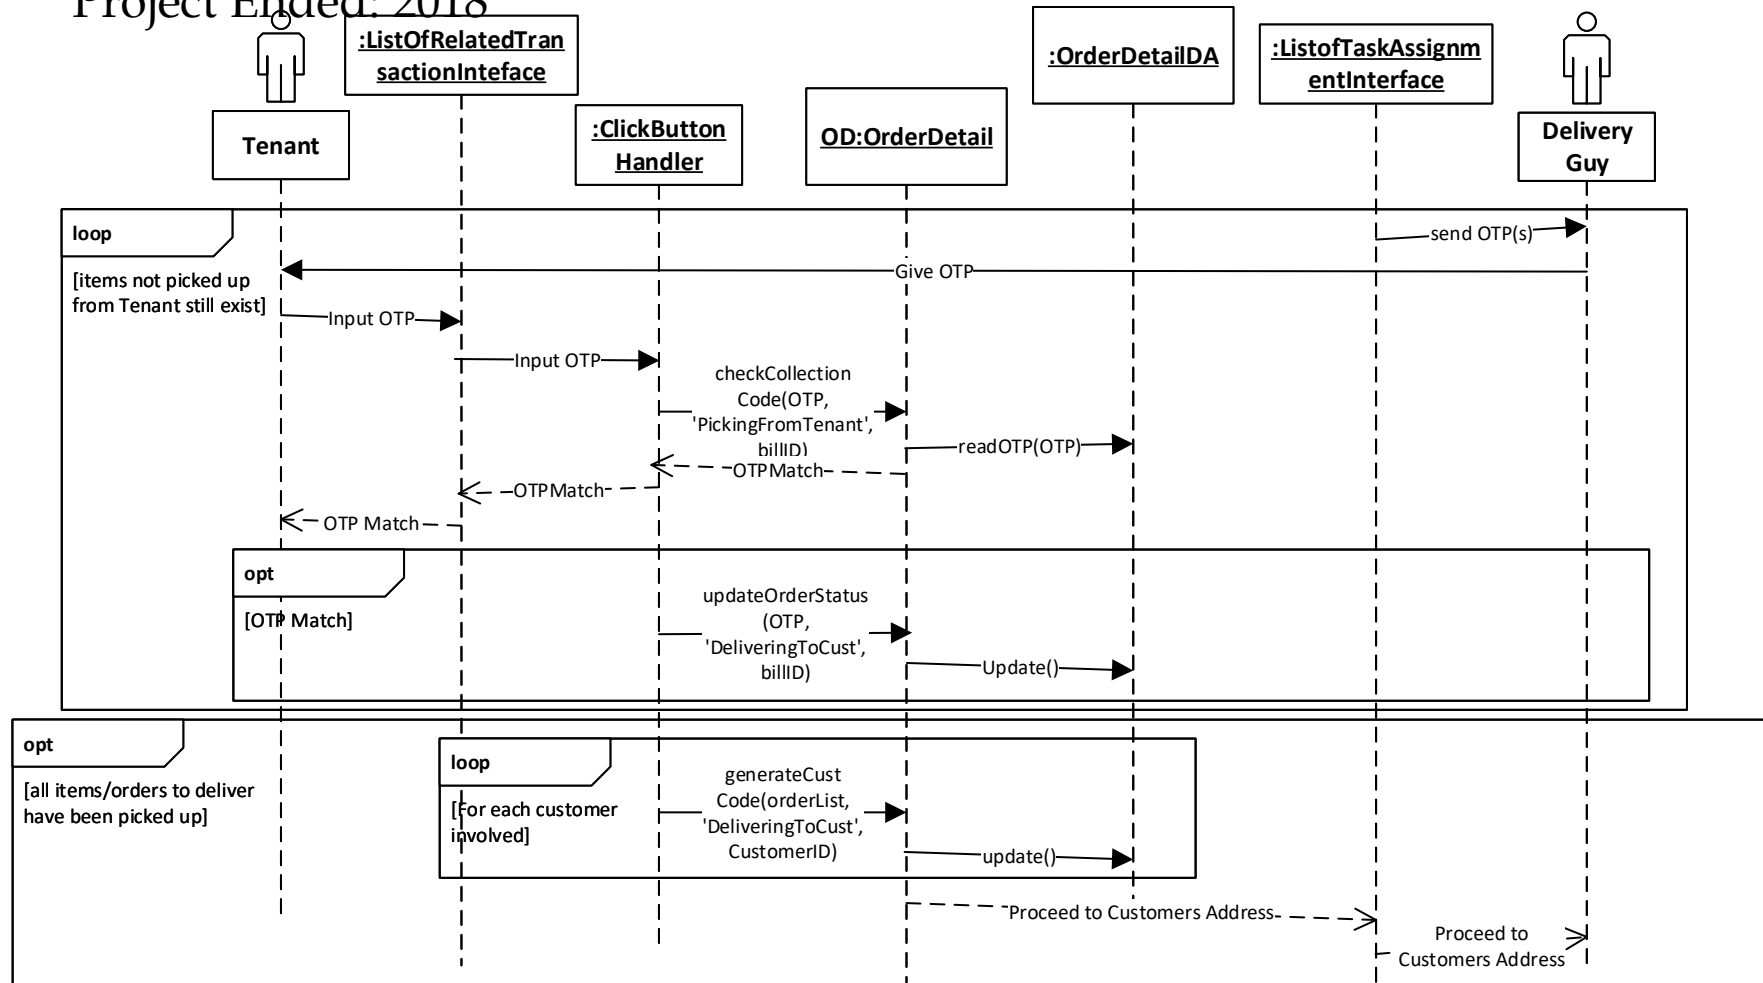 Project Ended: 2018
:ListOfRelatedTran
sactionInteface
:OrderDetailDA
:ListofTaskAssignm
entInterface
Tenant
:ClickButton
Handler
OD:OrderDetail
Delivery
Guy
loop
[items not picked up
from Tenant still exist]
send OTP(s)
Give OTP
Input OTP
Input OTP
checkCollection
Code(OTP,
'PickingFromTenant',
billID)
readOTP(OTP)
OTPMatch
OTPMatch
OTP Match
opt
[OTP Match]
updateOrderStatus
(OTP,
'DeliveringToCust',
billID)
Update()
opt
[all items/orders to deliver
have been picked up]
loop
[For each customer
involved]
generateCust
Code(orderList,
'DeliveringToCust',
CustomerID)
update()
Proceed to Customers Address
Proceed to
Customers Address